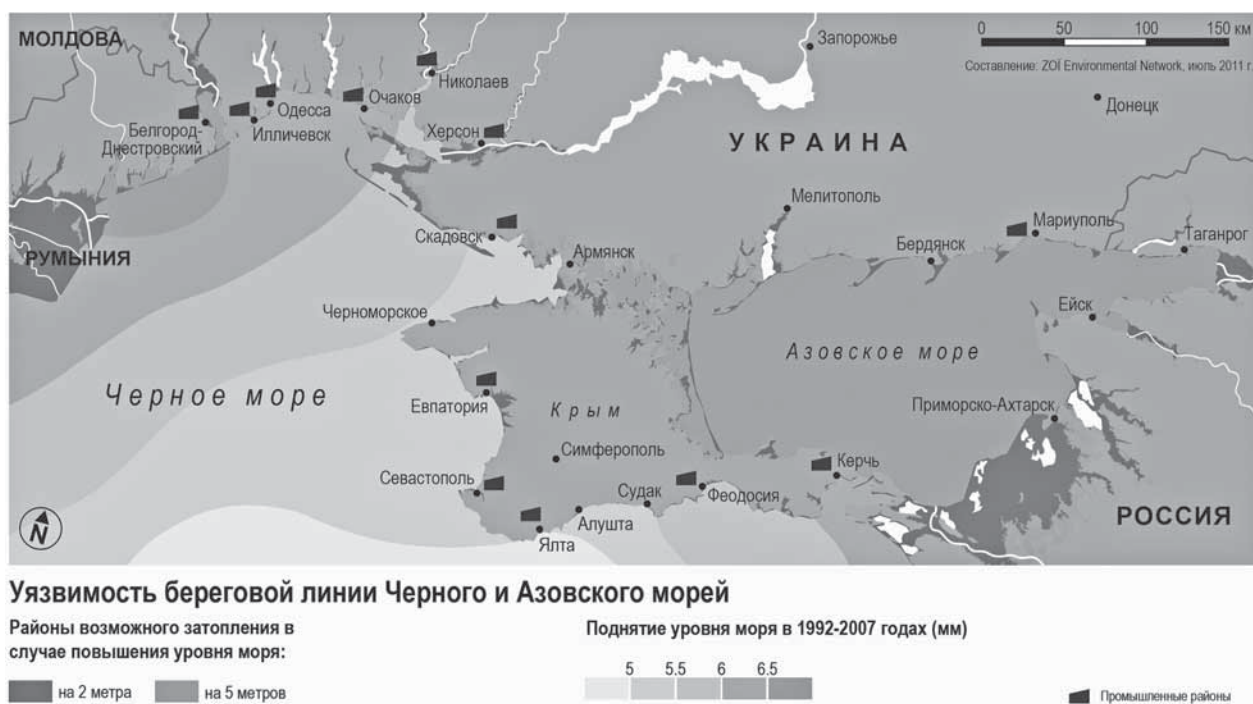 МОЛДОВА
Николаев
Запорожье
0 50 100 150 км
Составление: ZOÏ Environmental Network, июль 2011 г.
Донецк
Одесса
Очаков
Белгород-
Днестровский
Илличевск
Херсон
УКРАИНА
Мелитополь
Мариуполь
Скадовск
Бердянск
Таганрог
РУМЫНИЯ
Армянск
Черноморское
Ейск
Азовское море
Черное море
Евпатория
Крым
Приморско-Ахтарск
Симферополь
Севастополь
Судак
Феодосия
Керчь
Алушта
Ялта
РОССИЯ
N
Уязвимость береговой линии Черного и Азовского морей
Районы возможного затопления в
случае повышения уровня моря:
на 2 метра на 5 метров
Поднятие уровня моря в 1992-2007 годах (мм)
5 5.5 6 6.5
Промышленные районы